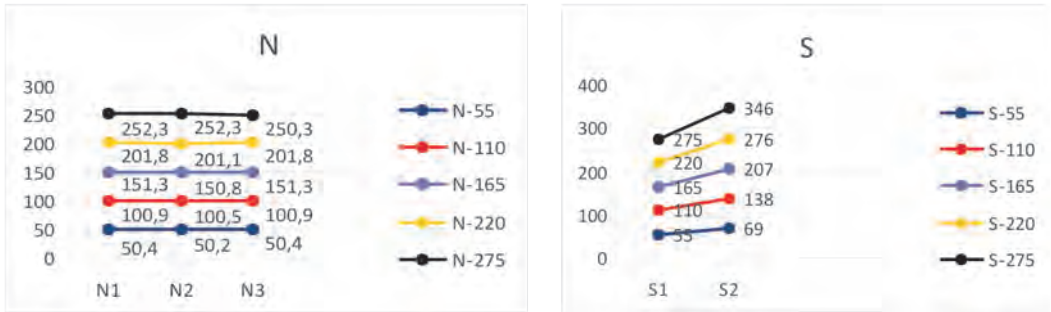 N
300
250
200
150
100
50
0
252,3 252,3 250,3
201,8 201,1 201,8
151,3 150,8 151,3
100,9 100,5 100,9
50,4 50,2 50,4
N1 N2 N3
N-55
N-110
N-165
N-220
N-275
S
400
300
200
100
0
346
275 276
220
207
165
138
110
55 69
S1 S2
S-55
S-110
S-165
S-220
S-275